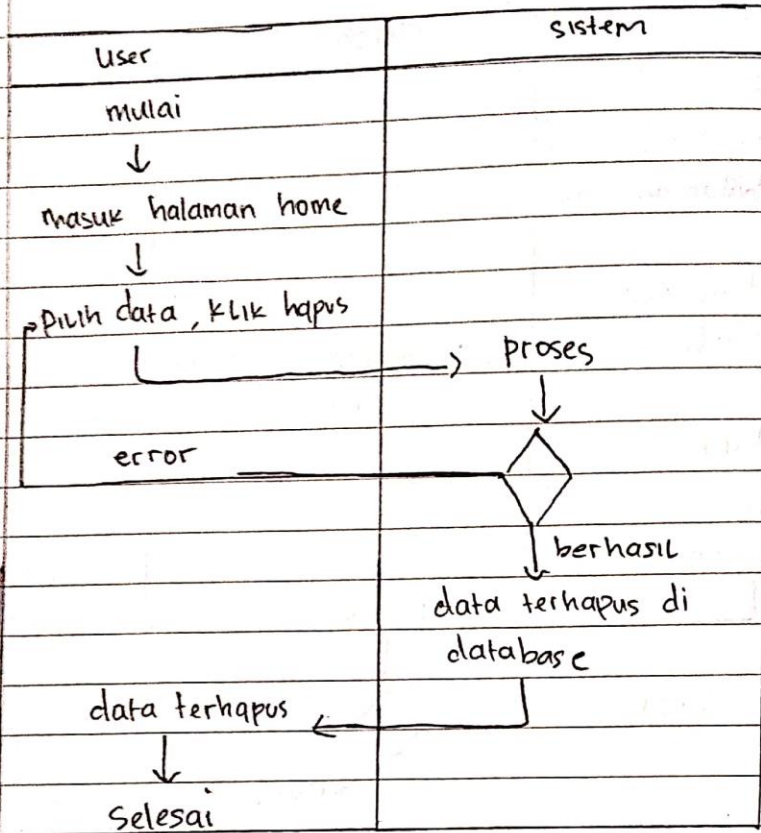 User
sistem
mulai
masuk halaman home
pilih data, klik hapus
proses
error
berhasil
data terhapus di
database
data terhapus
Selesai